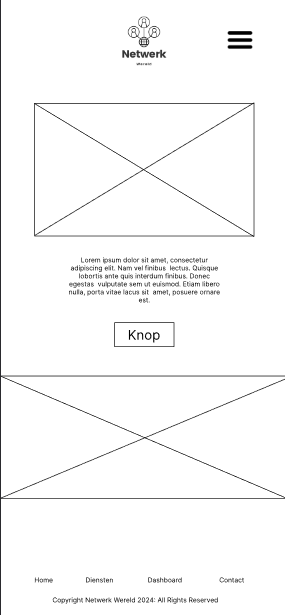 Netwerk
Wereld
Lorem ipsum dolor sit amet, consectetur
adipiscing elit. Nam vel finibus lectus. Quisque
lobortis ante quis interdum finibus. Donec
egestas vulputate sem ut euismod. Etiam libero
nulla, porta vitae lacus sit amet, posuere ornare
est.
Knop
Home Diensten Dashboard Contact
Copyright Netwerk Wereld 2024: All Rights Reserved